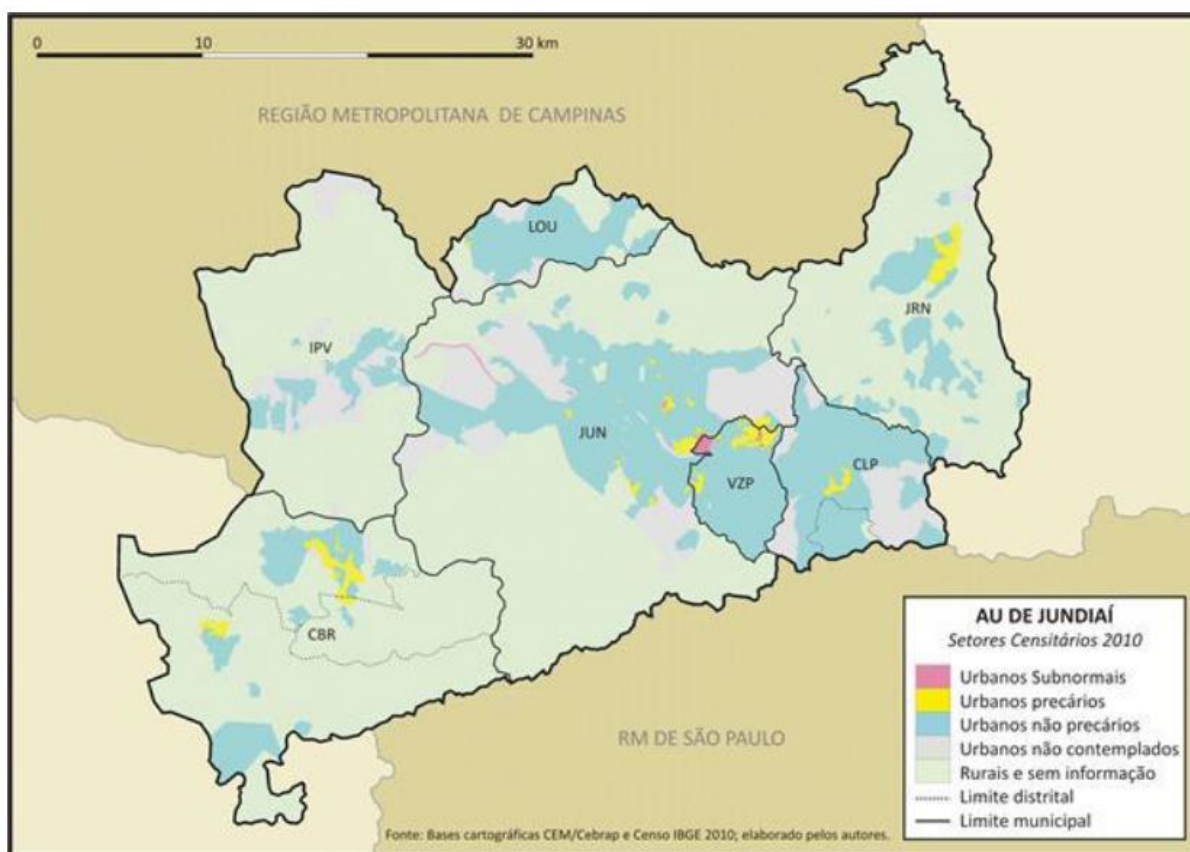 0 10 30 km
REGIÃO METROPOLITANA DE CAMPINAS
LOU
JRN
IPV
JUN
CLP
VZP
CBR
RM DE SÃO PAULO
AU DE JUNDIAÍ
Setores Censitários 2010
Urbanos Subnormais
Urbanos precários
Urbanos não precários
Urbanos não contemplados
Rurais e sem informação
Limite distrital
Limite municipal
Fonte: Bases cartográficas CEM/Cebrap e Censo IBGE 2010; elaborado pelos autores.